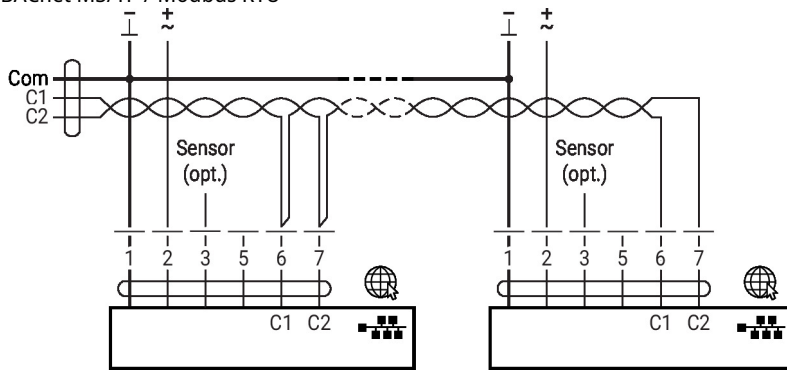 BACnet MS/TP / Modbus RTU
– + – +
⊥ ~ ⊥ ~
Com
C1
C2
Sensor Sensor
(opt.) (opt.)
1 2 3 5 6 7 1 2 3 5 6 7
C1 C2 C1 C2